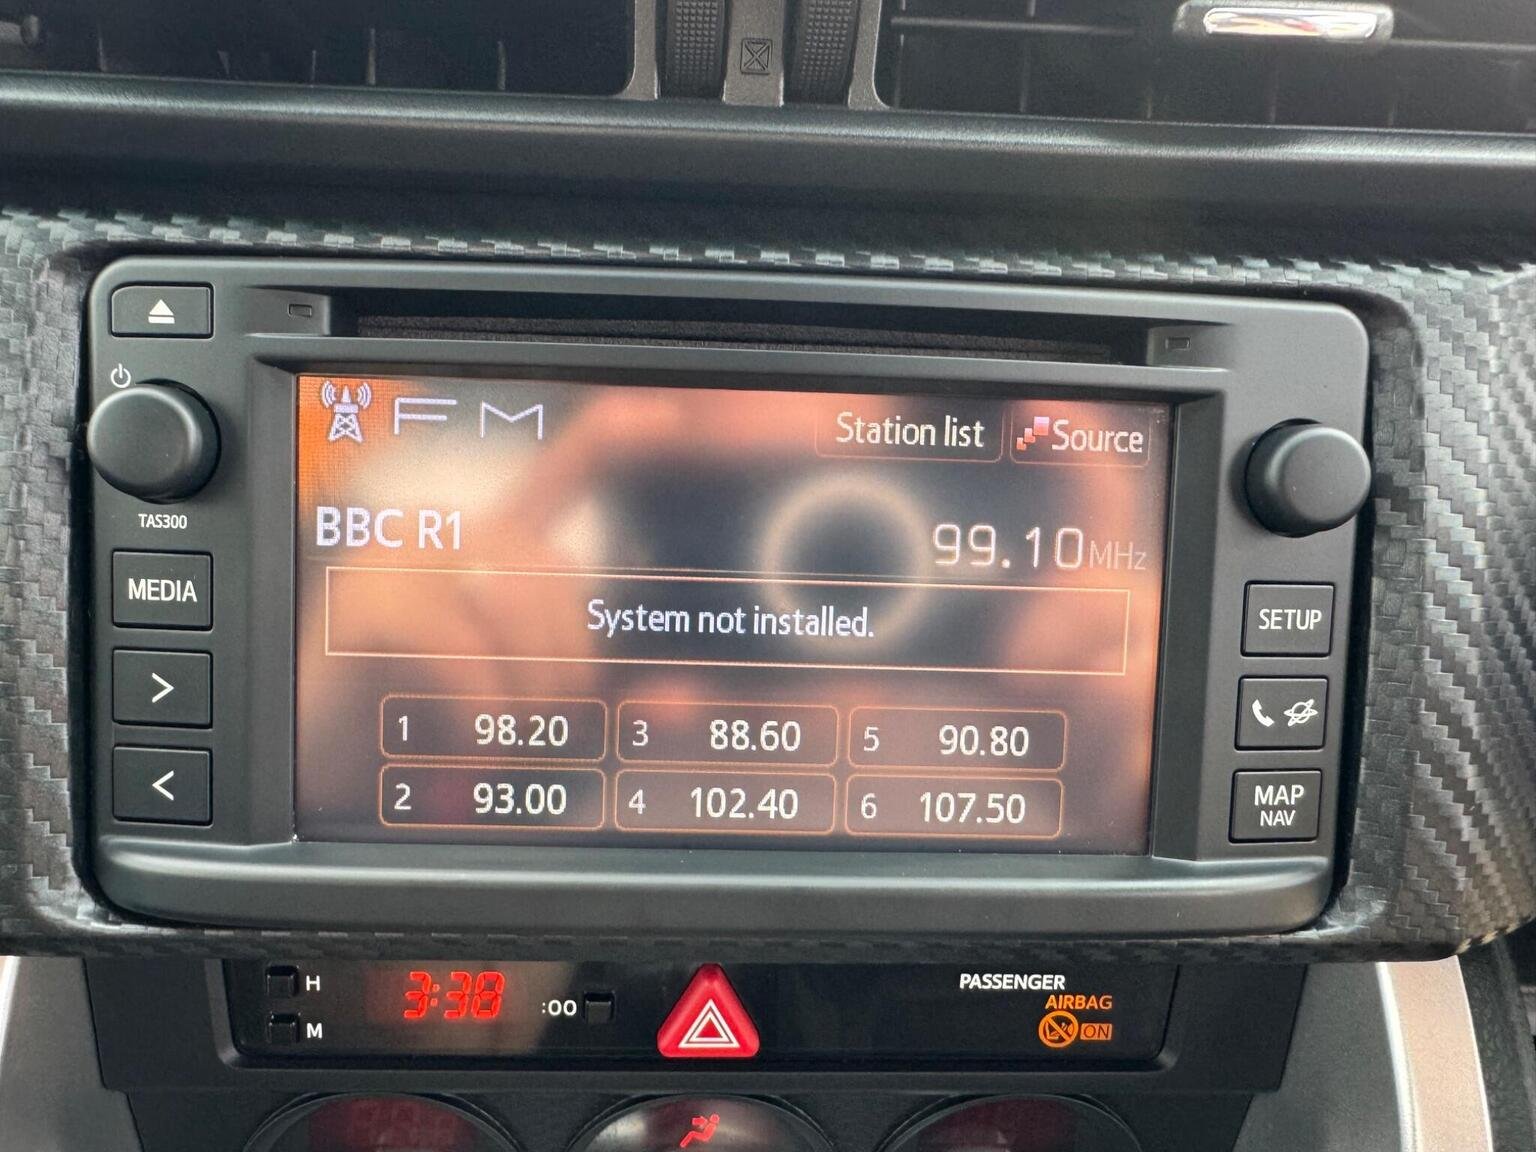 FM
Station list
Source
TAS300
BBC R1
99.10MHz
MEDIA
System not installed.
SETUP
1 98.20
3 88.60
5 90.80
2 93.00
4 102.40
6 107.50
MAP
NAV
H
3:38
:00
M
PASSENGER
AIRBAG
ON